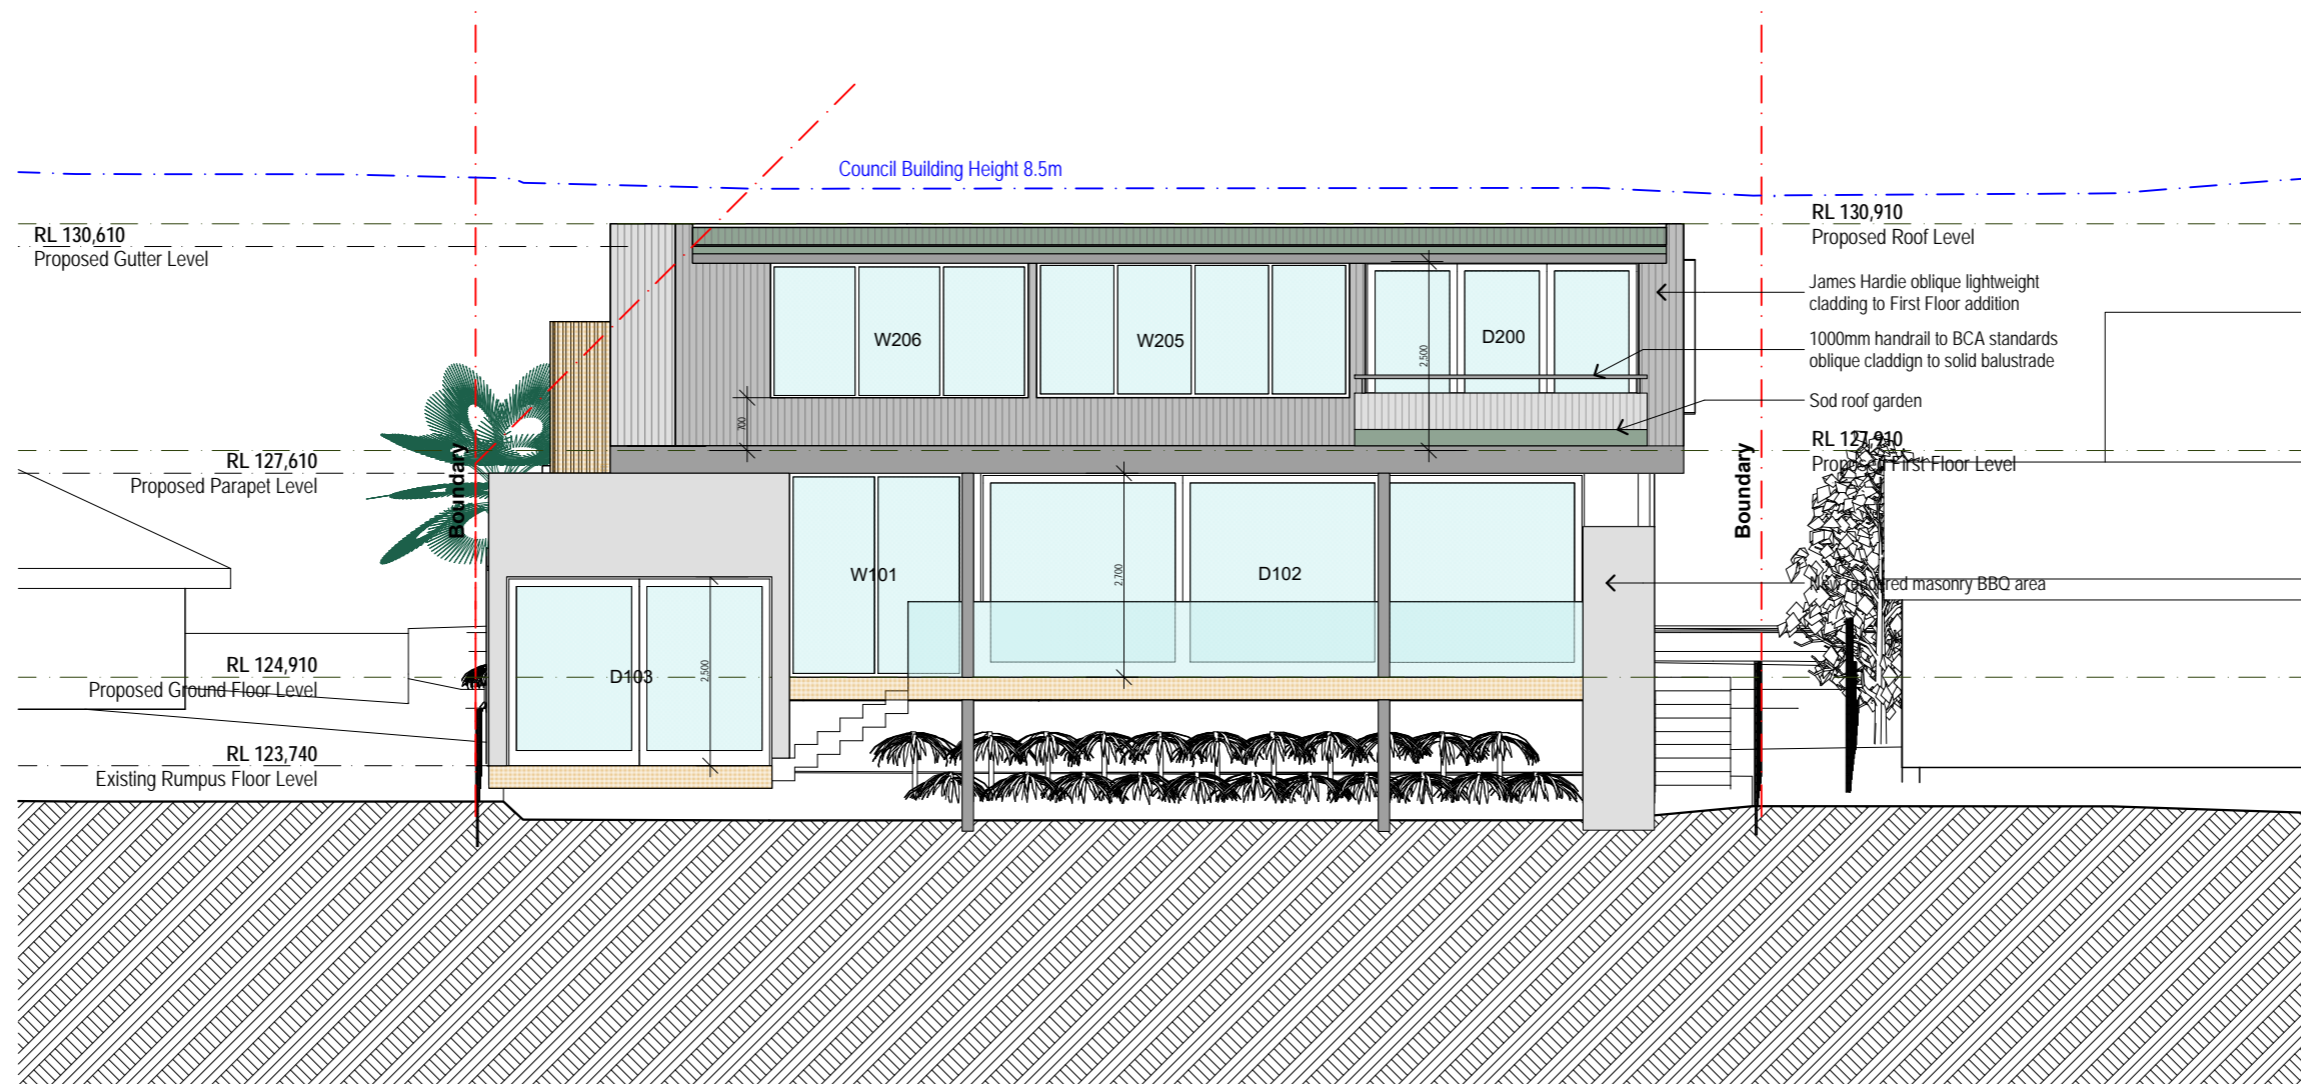 Council Building Height 8.5m
RL 130,610
Proposed Gutter Level
RL 130,910
Proposed Roof Level
James Hardie oblique lightweight
cladding to First Floor addition
W206
W205
D200
2,500
1000mm handrail to BCA standards
oblique claddign to solid balustrade
Sod roof garden
700
RL 127,610
Proposed Parapet Level
Boundary
RL 127,910
Proposed First Floor Level
Boundary
W101
2,700
D102
New rendered masonry BBQ area
RL 124,910
Proposed Ground Floor Level
D103
2,500
RL 123,740
Existing Rumpus Floor Level